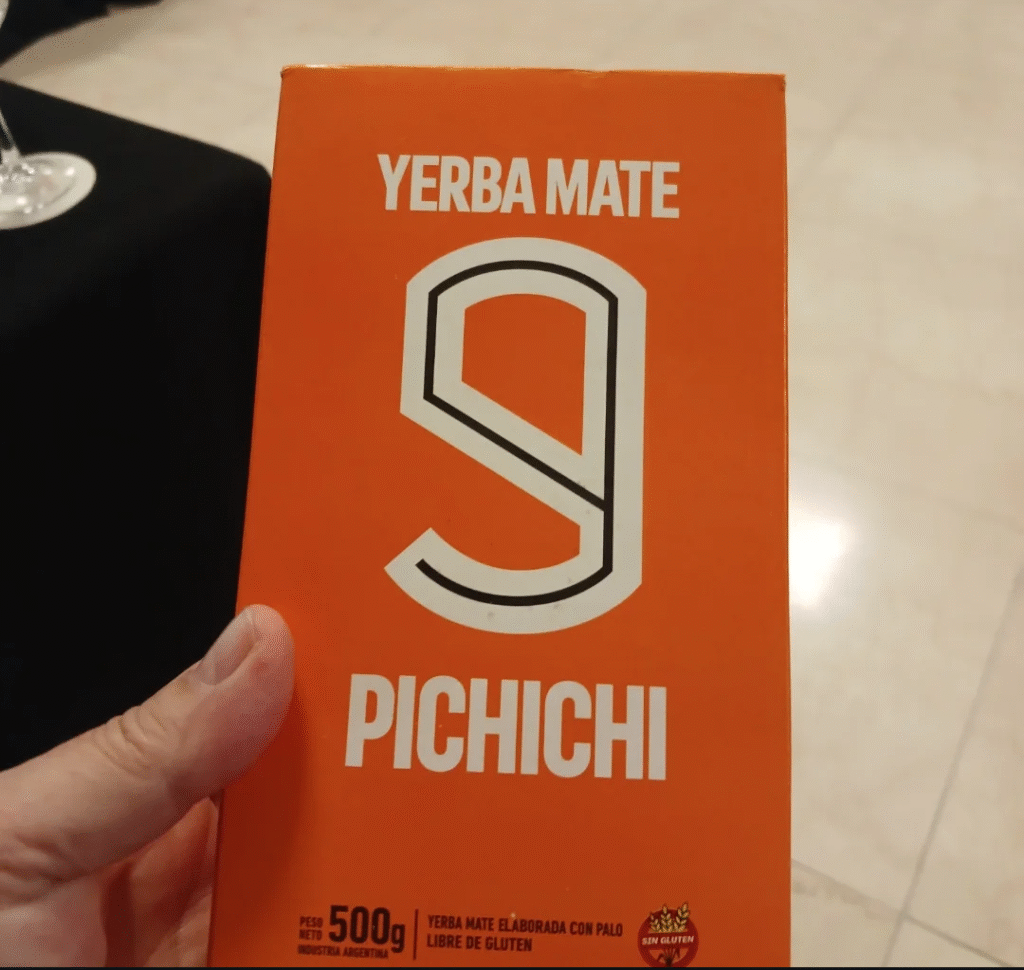 YERBA MATE
9
PICHICHI
PESO
NETO 500g
INDUSTRIA ARGENTINA
YERBA MATE ELABORADA CON PALO
LIBRE DE GLUTEN
SIN GLUTEN